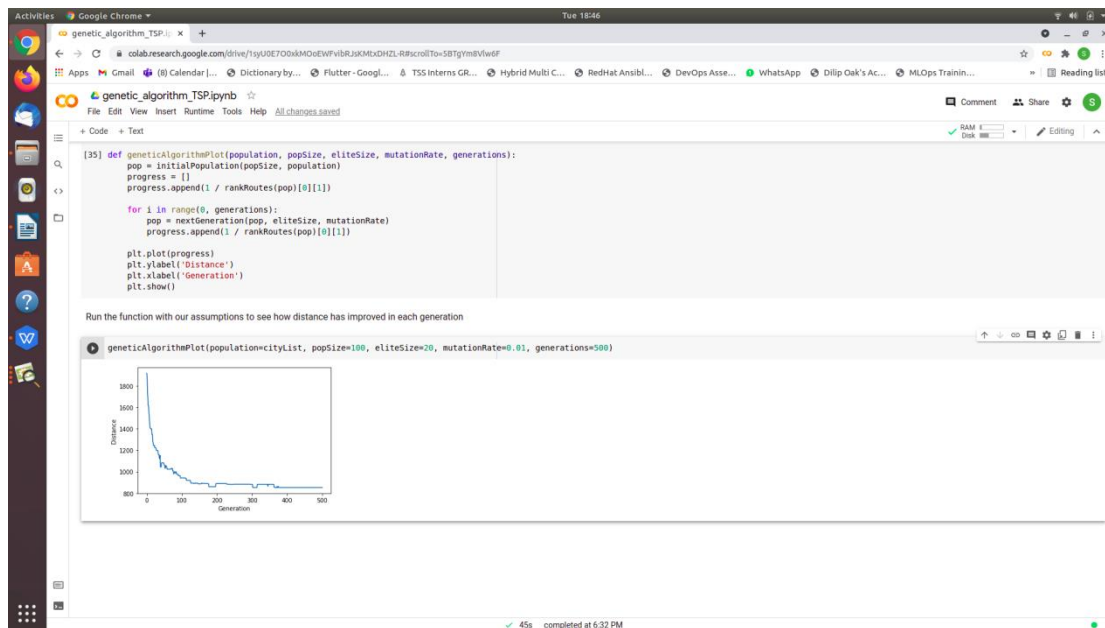 Activities Google Chrome Tue 18:46
genetic_algorithm_TSP.ip
colab.research.google.com/drive/1syU0E7O0xkMOoEWFvibRJsKMtxDHZL-R#scrollTo=SBTgYm8Vlw6F
Apps Gmail (8) Calendar |... Dictionary by... Flutter - Googl... TSS Interns GR... Hybrid Multi C... RedHat Ansibl... DevOps Asse... WhatsApp Dilip Oak's Ac... MLOps Trainin... Reading list
genetic_algorithm_TSP.ipynb
Comment Share S
File Edit View Insert Runtime Tools Help All changes saved
+ Code + Text RAM Disk Editing
[35] def geneticAlgorithmPlot(population, popSize, eliteSize, mutationRate, generations):
pop = initialPopulation(popSize, population)
progress = []
progress.append(1 / rankRoutes(pop)[0][1])
for i in range(0, generations):
pop = nextGeneration(pop, eliteSize, mutationRate)
progress.append(1 / rankRoutes(pop)[0][1])
plt.plot(progress)
plt.ylabel('Distance')
plt.xlabel('Generation')
plt.show()
Run the function with our assumptions to see how distance has improved in each generation
geneticAlgorithmPlot(population=cityList, popSize=100, eliteSize=20, mutationRate=0.01, generations=500)
1800
1600
1400
1200
1000
800
Distance
0 100 200 300 400 500
Generation
45s completed at 6:32 PM